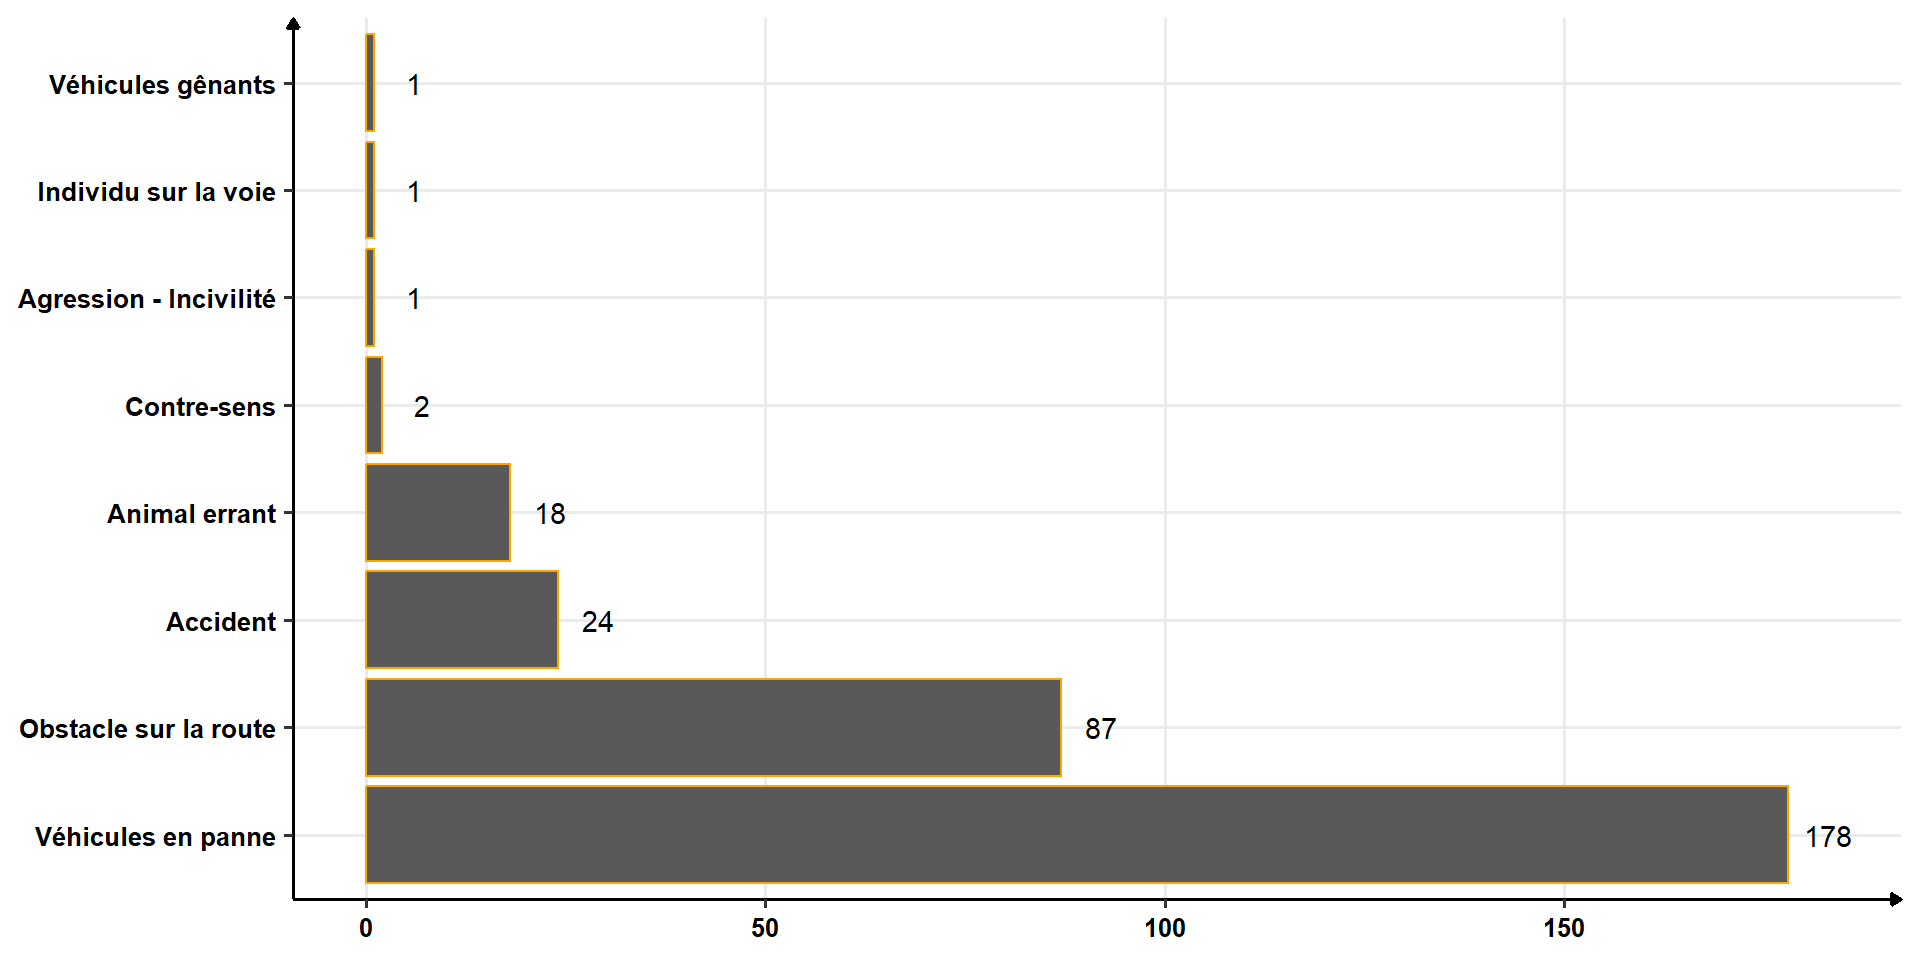 Véhicules gênants 1
Individu sur la voie 1
Agression - Incivilité 1
Contre-sens 2
Animal errant 18
Accident 24
Obstacle sur la route 87
Véhicules en panne 178
0 50 100 150